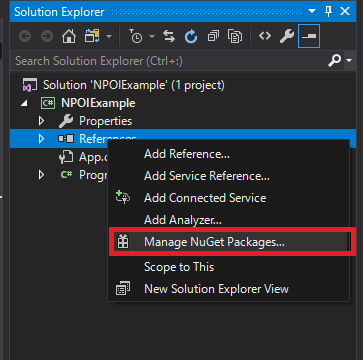 Solution Explorer
Search Solution Explorer (Ctrl+:)
Solution 'NPOIExample' (1 project)
C# NPOIExample
Properties
References
App.c
C# Progr
Add Reference...
Add Service Reference...
Add Connected Service
Add Analyzer...
Manage NuGet Packages...
Scope to This
New Solution Explorer View